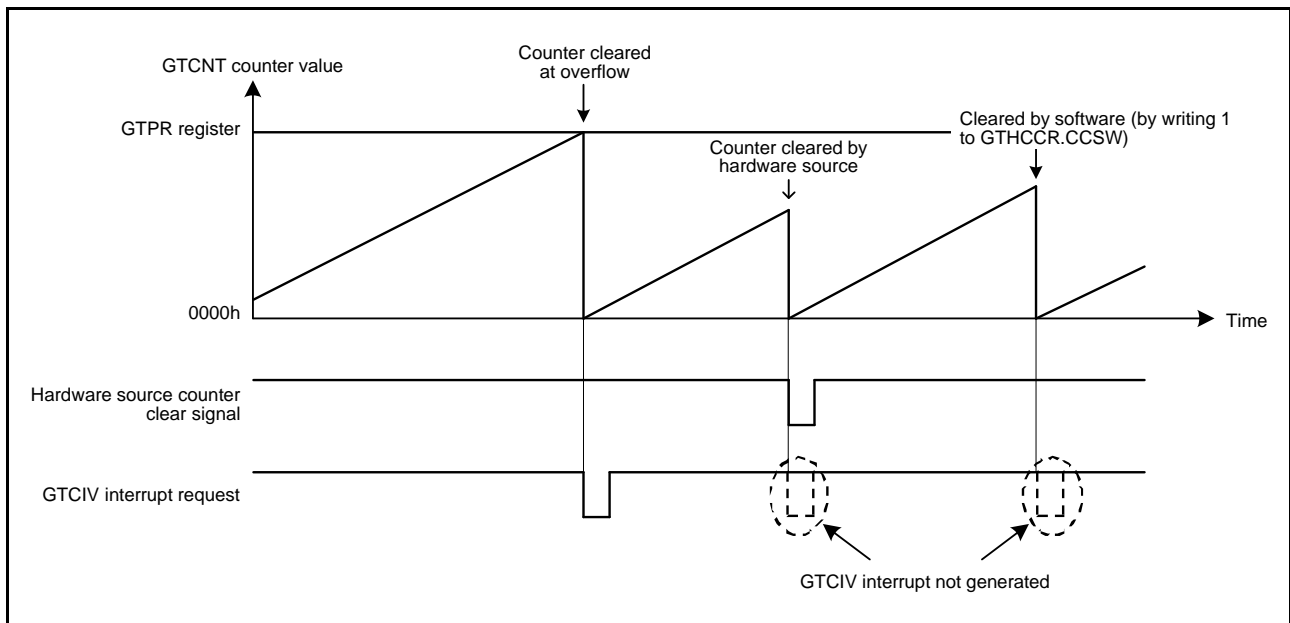 Counter cleared
at overflow
GTCNT counter value
GTPR register
Cleared by software (by writing 1
to GTHCCR.CCSW)
Counter cleared by
hardware source
0000h
Time
Hardware source counter
clear signal
GTCIV interrupt request
GTCIV interrupt not generated